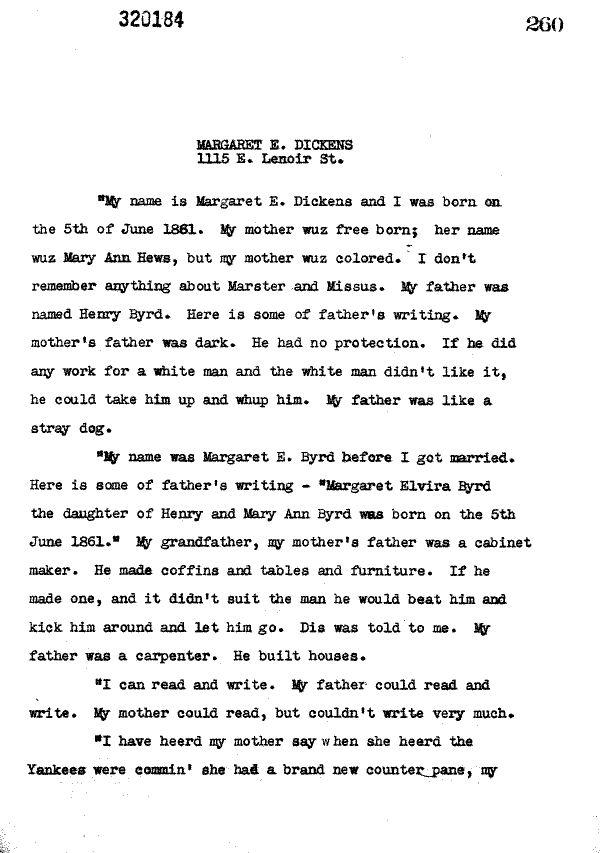 320184
260
MARGARET E. DICKENS
1115 E. Lenoir St.
"My name is Margaret E. Dickens and I was born on
the 5th of June 1861. My mother wuz free born; her name
wuz Mary Ann Hews, but my mother wuz colored. I don't
remember anything about Marster and Missus. My father was
named Henry Byrd. Here is some of father's writing. My
mother's father was dark. He had no protection. If he did
any work for a white man and the white man didn't like it,
he could take him up and whup him. My father was like a
stray dog.
"My name was Margaret E. Byrd before I got married.
Here is some of father's writing - "Margaret Elvira Byrd
the daughter of Henry and Mary Ann Byrd was born on the 5th
June 1861." My grandfather, my mother's father was a cabinet
maker. He made coffins and tables and furniture. If he
made one, and it didn't suit the man he would beat him and
kick him around and let him go. Dis was told to me. My
father was a carpenter. He built houses.
"I can read and write. My father could read and
write. My mother could read, but couldn't write very much.
"I have heerd my mother say when she heerd the
Yankees were commin' she had a brand new counter_pane, my